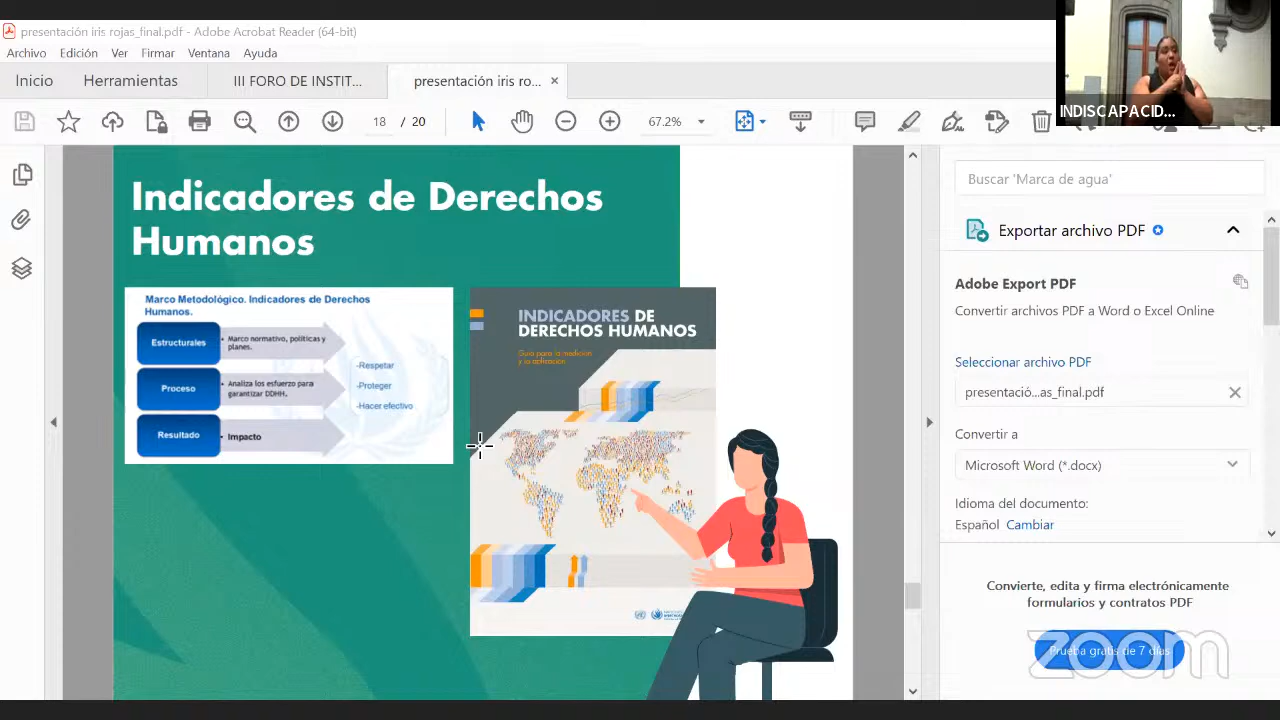 presentación iris rojas_final.pdf - Adobe Acrobat Reader (64-bit)
Archivo Edición Ver Firmar Ventana Ayuda
Inicio Herramientas III FORO DE INSTIT... presentación iris ro... ×
18 / 20 67.2%
INDISCAPACID...
Indicadores de Derechos
Humanos
Marco Metodológico. Indicadores de Derechos
Humanos.
Estructurales
• Marco normativo, políticas y
planes.
Proceso
• Analiza los esfuerzo para
garantizar DDHH.
Resultado
• Impacto
-Respetar
-Proteger
-Hacer efectivo
INDICADORES DE
DERECHOS HUMANOS
Guía para la medición
y la aplicación
Buscar 'Marca de agua'
Exportar archivo PDF
Adobe Export PDF
Convertir archivos PDF a Word o Excel Online
Seleccionar archivo PDF
presentació...as_final.pdf
Convertir a
Microsoft Word (*.docx)
Idioma del documento:
Español Cambiar
Convierte, edita y firma electrónicamente
formularios y contratos PDF
Prueba gratis de 7 días
zoom